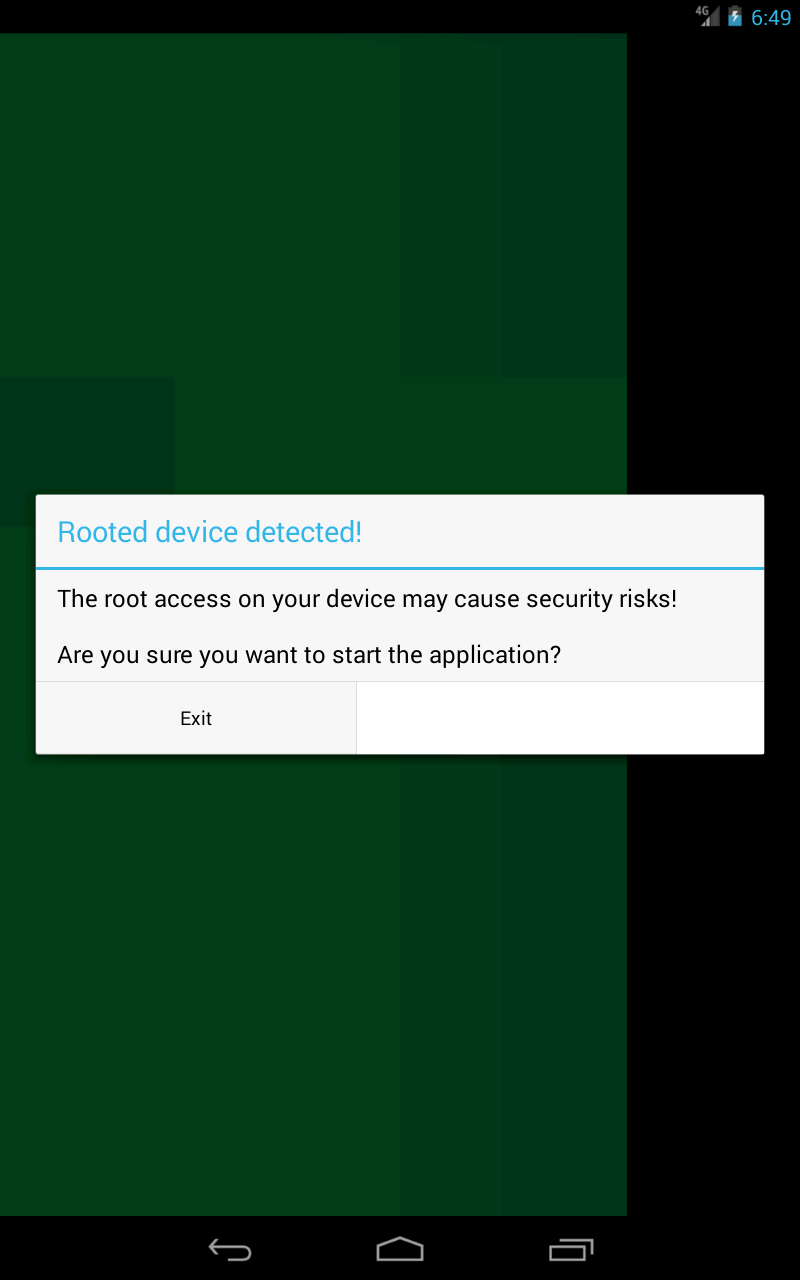 4G 6:49
Rooted device detected!
The root access on your device may cause security risks!
Are you sure you want to start the application?
Exit